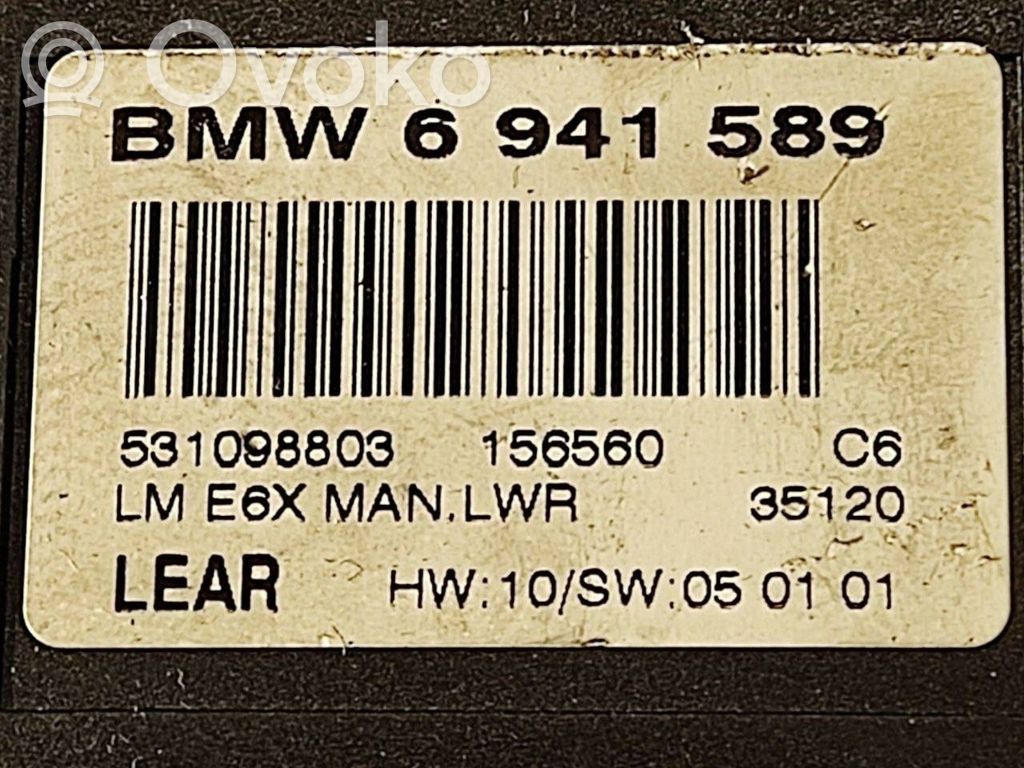 Ovoko
BMW 6 941 589
531098803 156560 C6
LM E6X MAN.LWR 35120
LEAR HW:10/SW:05 01 01